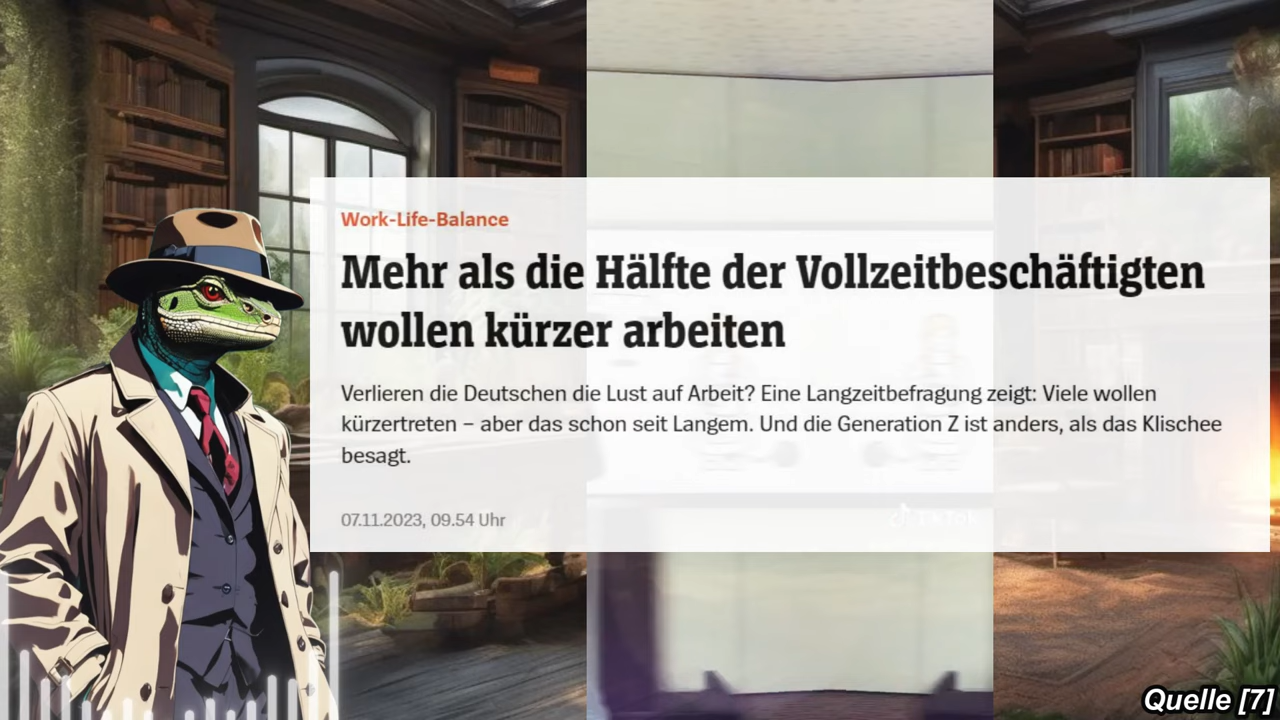 Work-Life-Balance
Mehr als die Hälfte der Vollzeitbeschäftigten
wollen kürzer arbeiten
Verlieren die Deutschen die Lust auf Arbeit? Eine Langzeitbefragung zeigt: Viele wollen
kürzertreten – aber das schon seit Langem. Und die Generation Z ist anders, als das Klischee
besagt.
07.11.2023, 09.54 Uhr
Quelle [7]